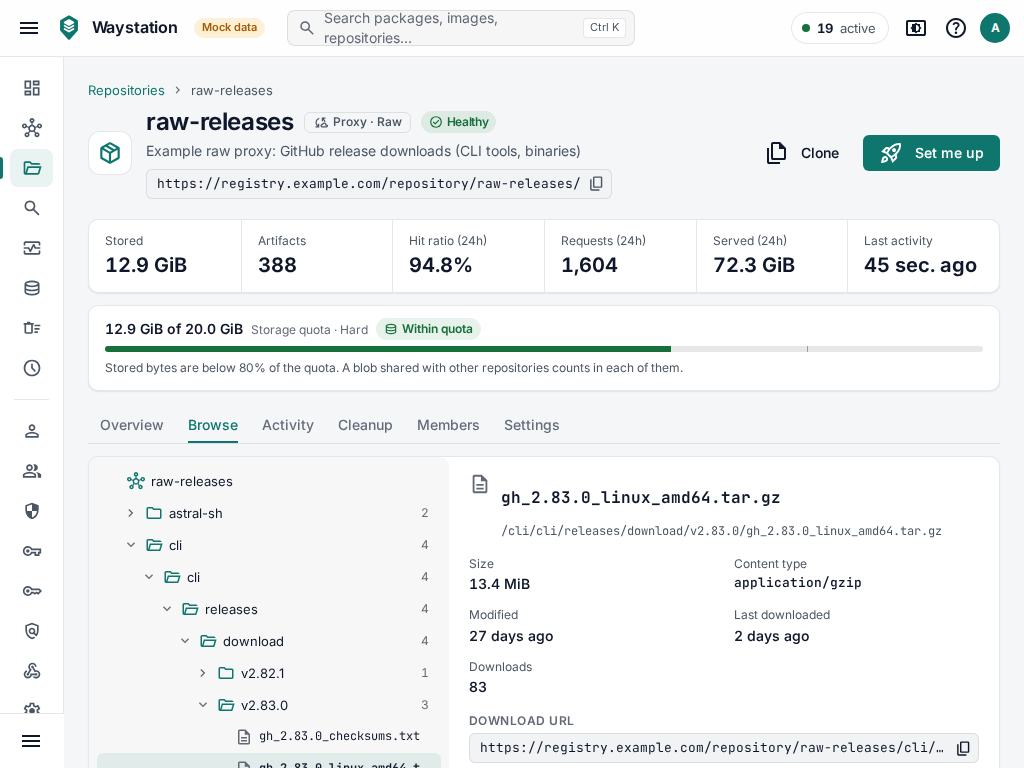 Waystation
Mock data
Search packages, images, repositories...
Ctrl K
19 active
A
Repositories
raw-releases
raw-releases
Proxy · Raw
Healthy
Example raw proxy: GitHub release downloads (CLI tools, binaries)
https://registry.example.com/repository/raw-releases/
Clone
Set me up
Stored
12.9 GiB
Artifacts
388
Hit ratio (24h)
94.8%
Requests (24h)
1,604
Served (24h)
72.3 GiB
Last activity
45 sec. ago
12.9 GiB of 20.0 GiB Storage quota · Hard Within quota
Stored bytes are below 80% of the quota. A blob shared with other repositories counts in each of them.
Overview Browse Activity Cleanup Members Settings
raw-releases
astral-sh 2
cli 4
cli 4
releases 4
download 4
v2.82.1 1
v2.83.0 3
gh_2.83.0_checksums.txt
gh_2.83.0_linux_amd64.t
gh_2.83.0_linux_amd64.tar.gz
/cli/cli/releases/download/v2.83.0/gh_2.83.0_linux_amd64.tar.gz
Size
13.4 MiB
Content type
application/gzip
Modified
27 days ago
Last downloaded
2 days ago
Downloads
83
DOWNLOAD URL
https://registry.example.com/repository/raw-releases/cli/…